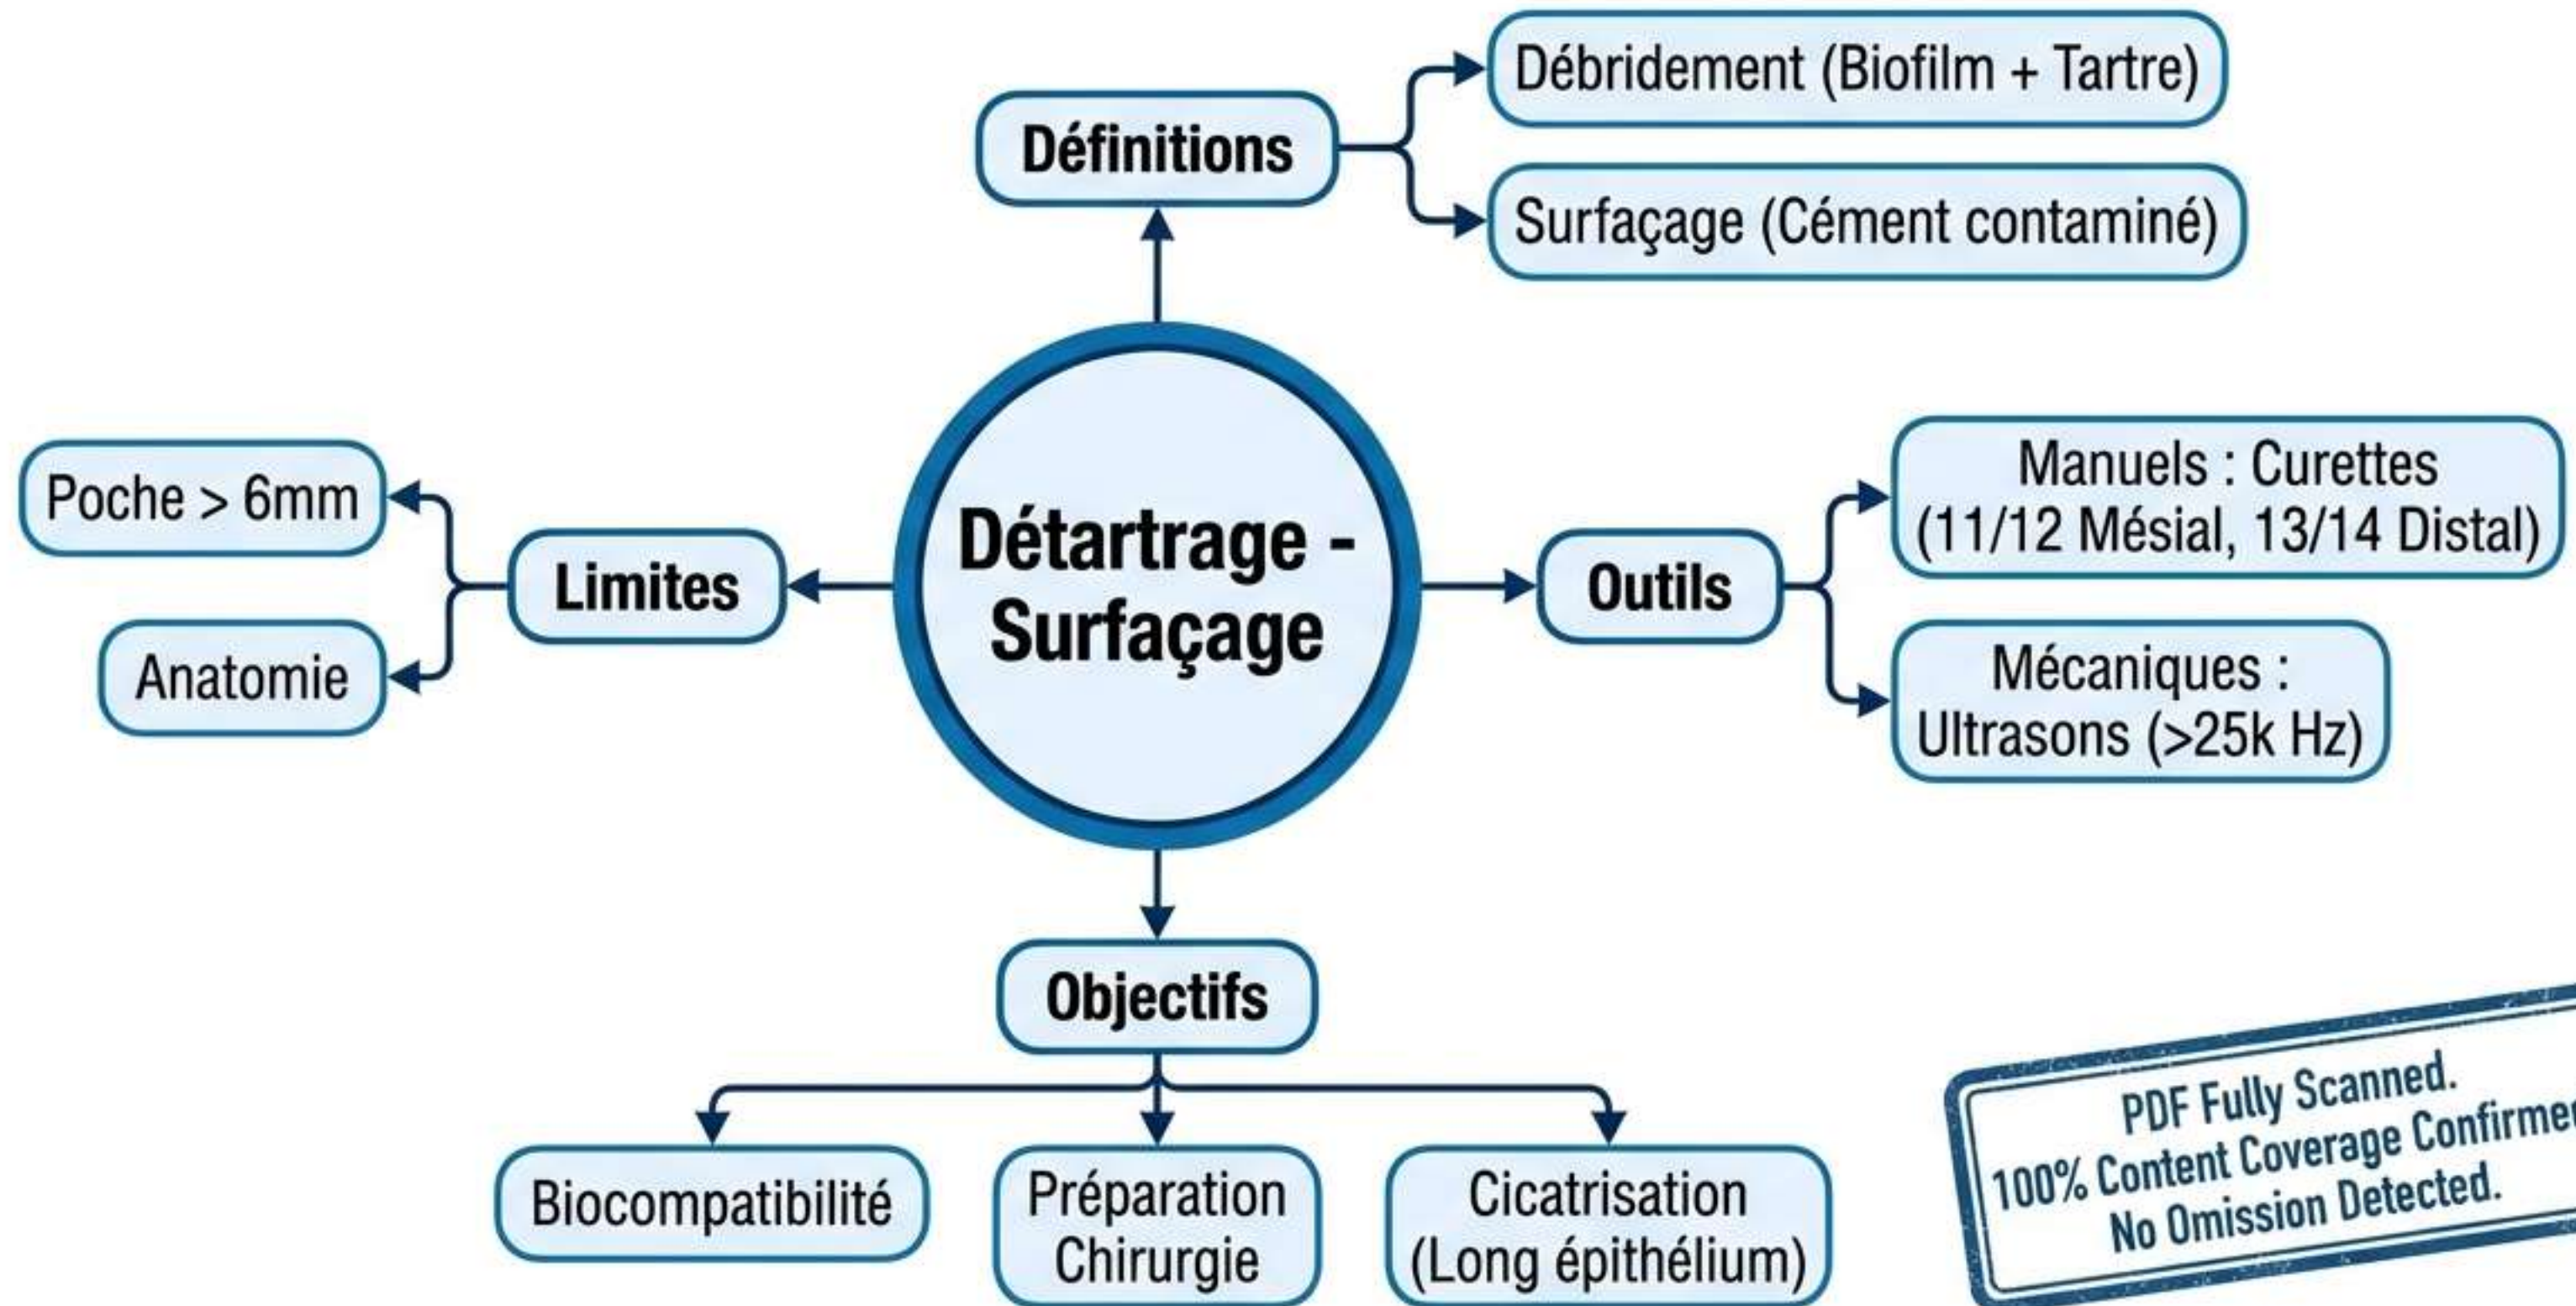 Définitions
Débridement (Biofilm + Tartre)
Surfaçage (Cément contaminé)
Détartrage -
Surfaçage
Limites
Poche > 6mm
Anatomie
Outils
Manuels : Curettes
(11/12 Mésial, 13/14 Distal)
Mécaniques :
Ultrasons (>25k Hz)
Objectifs
Biocompatibilité
Préparation
Chirurgie
Cicatrisation
(Long épithélium)
PDF Fully Scanned.
100% Content Coverage Confirmed
No Omission Detected.